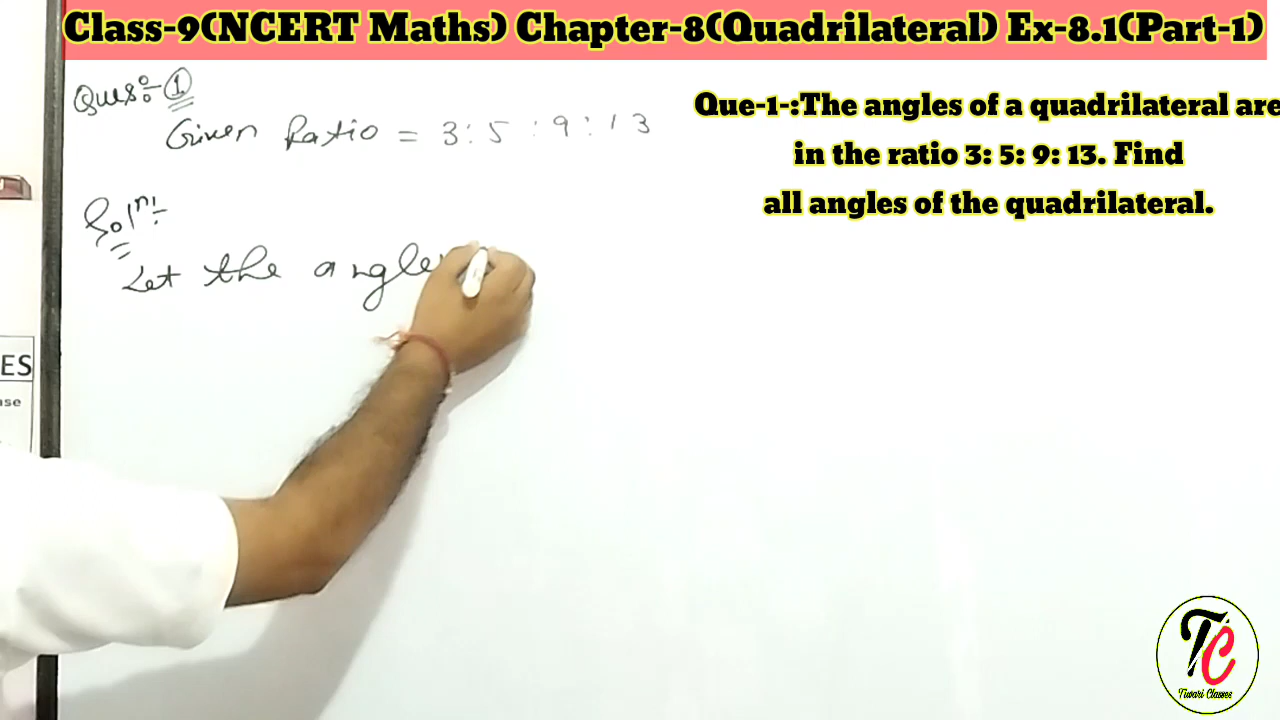 Class-9(NCERT Maths) Chapter-8(Quadrilateral) Ex-8.1(Part-1)
Ques:- 1.
Given Ratio = 3 : 5 : 9 : 13
Que-1-:The angles of a quadrilateral are
in the ratio 3: 5: 9: 13. Find
all angles of the quadrilateral.
Soln:-
Let the angle
ES
ase
TC
Tiwari Classes